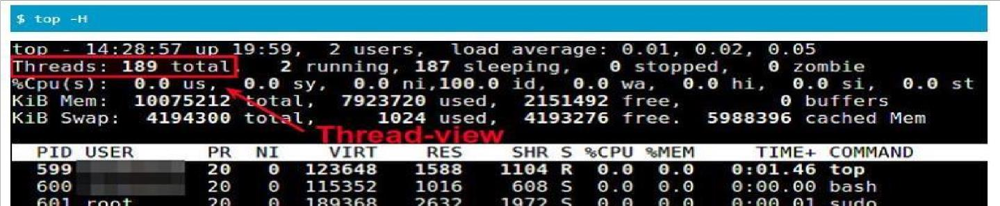 $ top -H
top - 14:28:57 up 19:59, 2 users, load average: 0.01, 0.02, 0.05
Threads: 189 total. 2 running, 187 sleeping, 0 stopped, 0 zombie
%Cpu(s): 0.0 us, 0.0 sy, 0.0 ni,100.0 id, 0.0 wa, 0.0 hi, 0.0 si, 0.0 st
KiB Mem: 10075212 total, 7923720 used, 2151492 free, 0 buffers
KiB Swap: 4194300 total, 1024 used, 4193276 free. 5988396 cached Mem
Thread-view
PID USER PR NI VIRT RES SHR S %CPU %MEM TIME+ COMMAND
599 20 0 123648 1588 1104 R 0.0 0.0 0:01.46 top
600 20 0 115352 1016 608 S 0.0 0.0 0:00.00 bash
601 root 20 0 189368 2632 1972 S 0.0 0.0 0:00.01 sudo